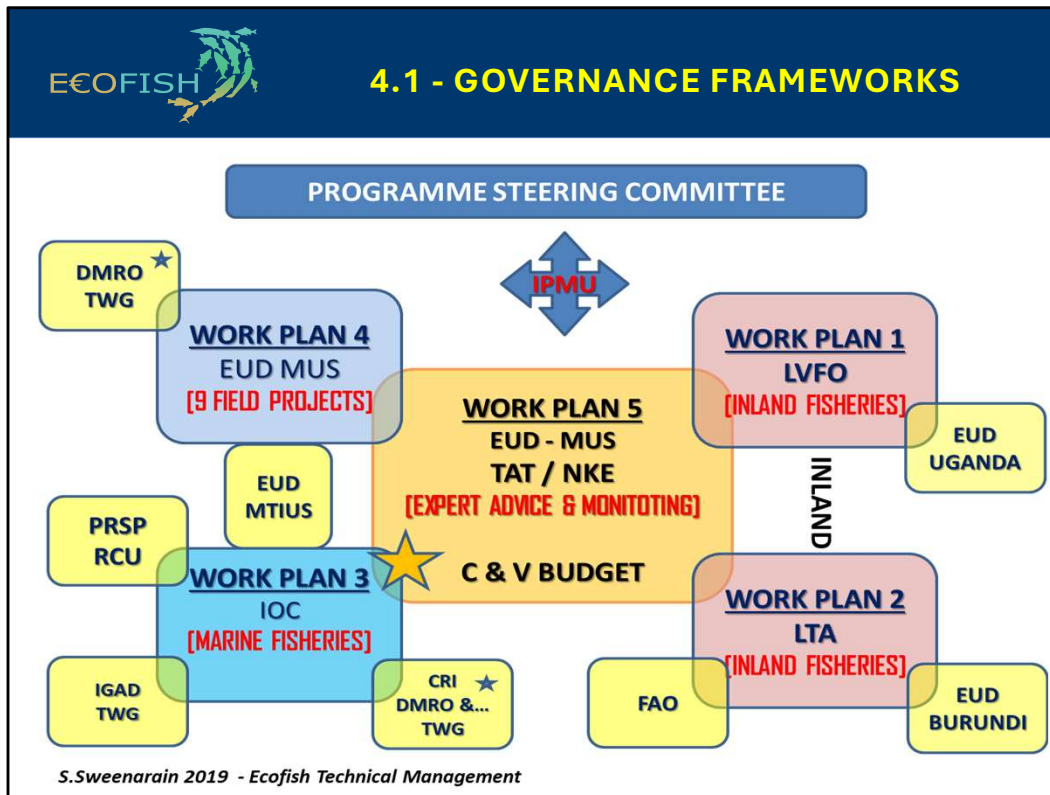 E€OFISH
4.1 - GOVERNANCE FRAMEWORKS
PROGRAMME STEERING COMMITTEE
IPMU
DMRO
TWG
WORK PLAN 4
EUD MUS
[9 FIELD PROJECTS]
WORK PLAN 1
LVFO
[INLAND FISHERIES]
EUD
UGANDA
WORK PLAN 5
EUD - MUS
TAT / NKE
[EXPERT ADVICE & MONITOTING]
C & V BUDGET
EUD
MTIUS
PRSP
RCU
INLAND
WORK PLAN 3
IOC
[MARINE FISHERIES]
WORK PLAN 2
LTA
[INLAND FISHERIES]
IGAD
TWG
CRI
DMRO &...
TWG
FAO
EUD
BURUNDI
S.Sweenarain 2019 - Ecofish Technical Management